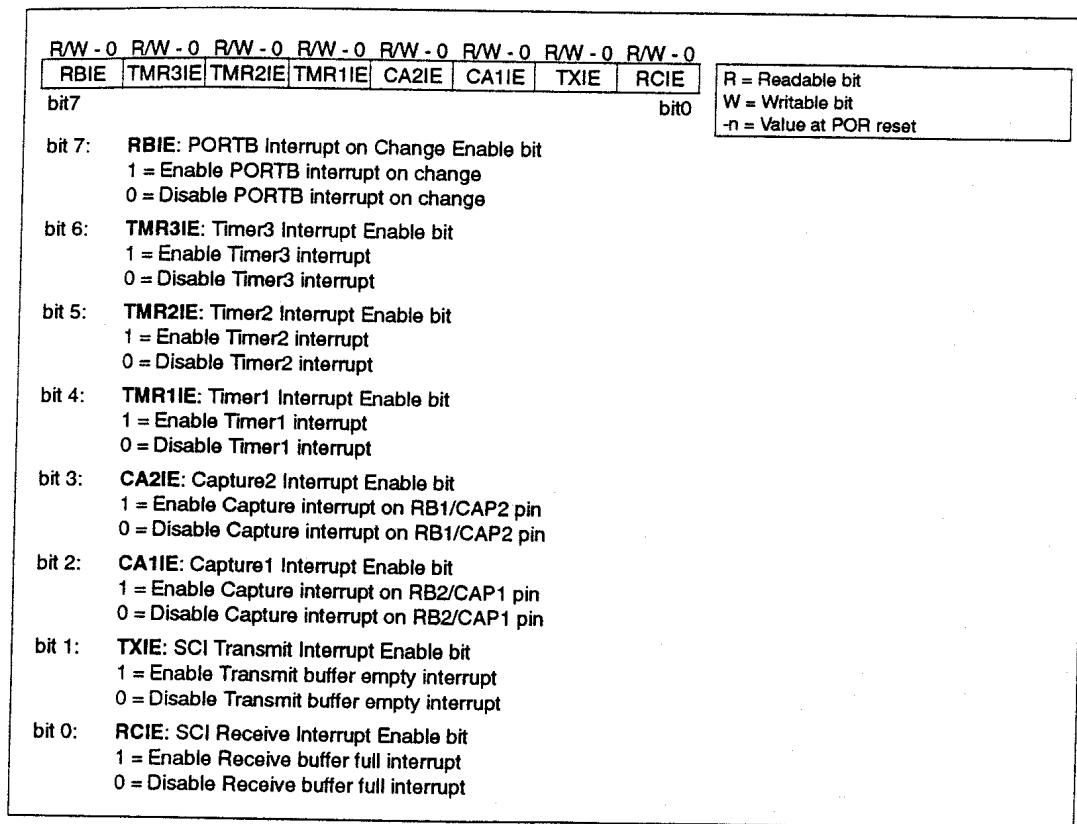 R/W - 0 R/W - 0 R/W - 0 R/W - 0 R/W - 0 R/W - 0 R/W - 0 R/W - 0
RBIE TMR3IE TMR2IE TMR1IE CA2IE CA1IE TXIE RCIE
bit7 bit0
R = Readable bit
W = Writable bit
-n = Value at POR reset
bit 7: RBIE: PORTB Interrupt on Change Enable bit
1 = Enable PORTB interrupt on change
0 = Disable PORTB interrupt on change
bit 6: TMR3IE: Timer3 Interrupt Enable bit
1 = Enable Timer3 interrupt
0 = Disable Timer3 interrupt
bit 5: TMR2IE: Timer2 Interrupt Enable bit
1 = Enable Timer2 interrupt
0 = Disable Timer2 interrupt
bit 4: TMR1IE: Timer1 Interrupt Enable bit
1 = Enable Timer1 interrupt
0 = Disable Timer1 interrupt
bit 3: CA2IE: Capture2 Interrupt Enable bit
1 = Enable Capture interrupt on RB1/CAP2 pin
0 = Disable Capture interrupt on RB1/CAP2 pin
bit 2: CA1IE: Capture1 Interrupt Enable bit
1 = Enable Capture interrupt on RB2/CAP1 pin
0 = Disable Capture interrupt on RB2/CAP1 pin
bit 1: TXIE: SCI Transmit Interrupt Enable bit
1 = Enable Transmit buffer empty interrupt
0 = Disable Transmit buffer empty interrupt
bit 0: RCIE: SCI Receive Interrupt Enable bit
1 = Enable Receive buffer full interrupt
0 = Disable Receive buffer full interrupt